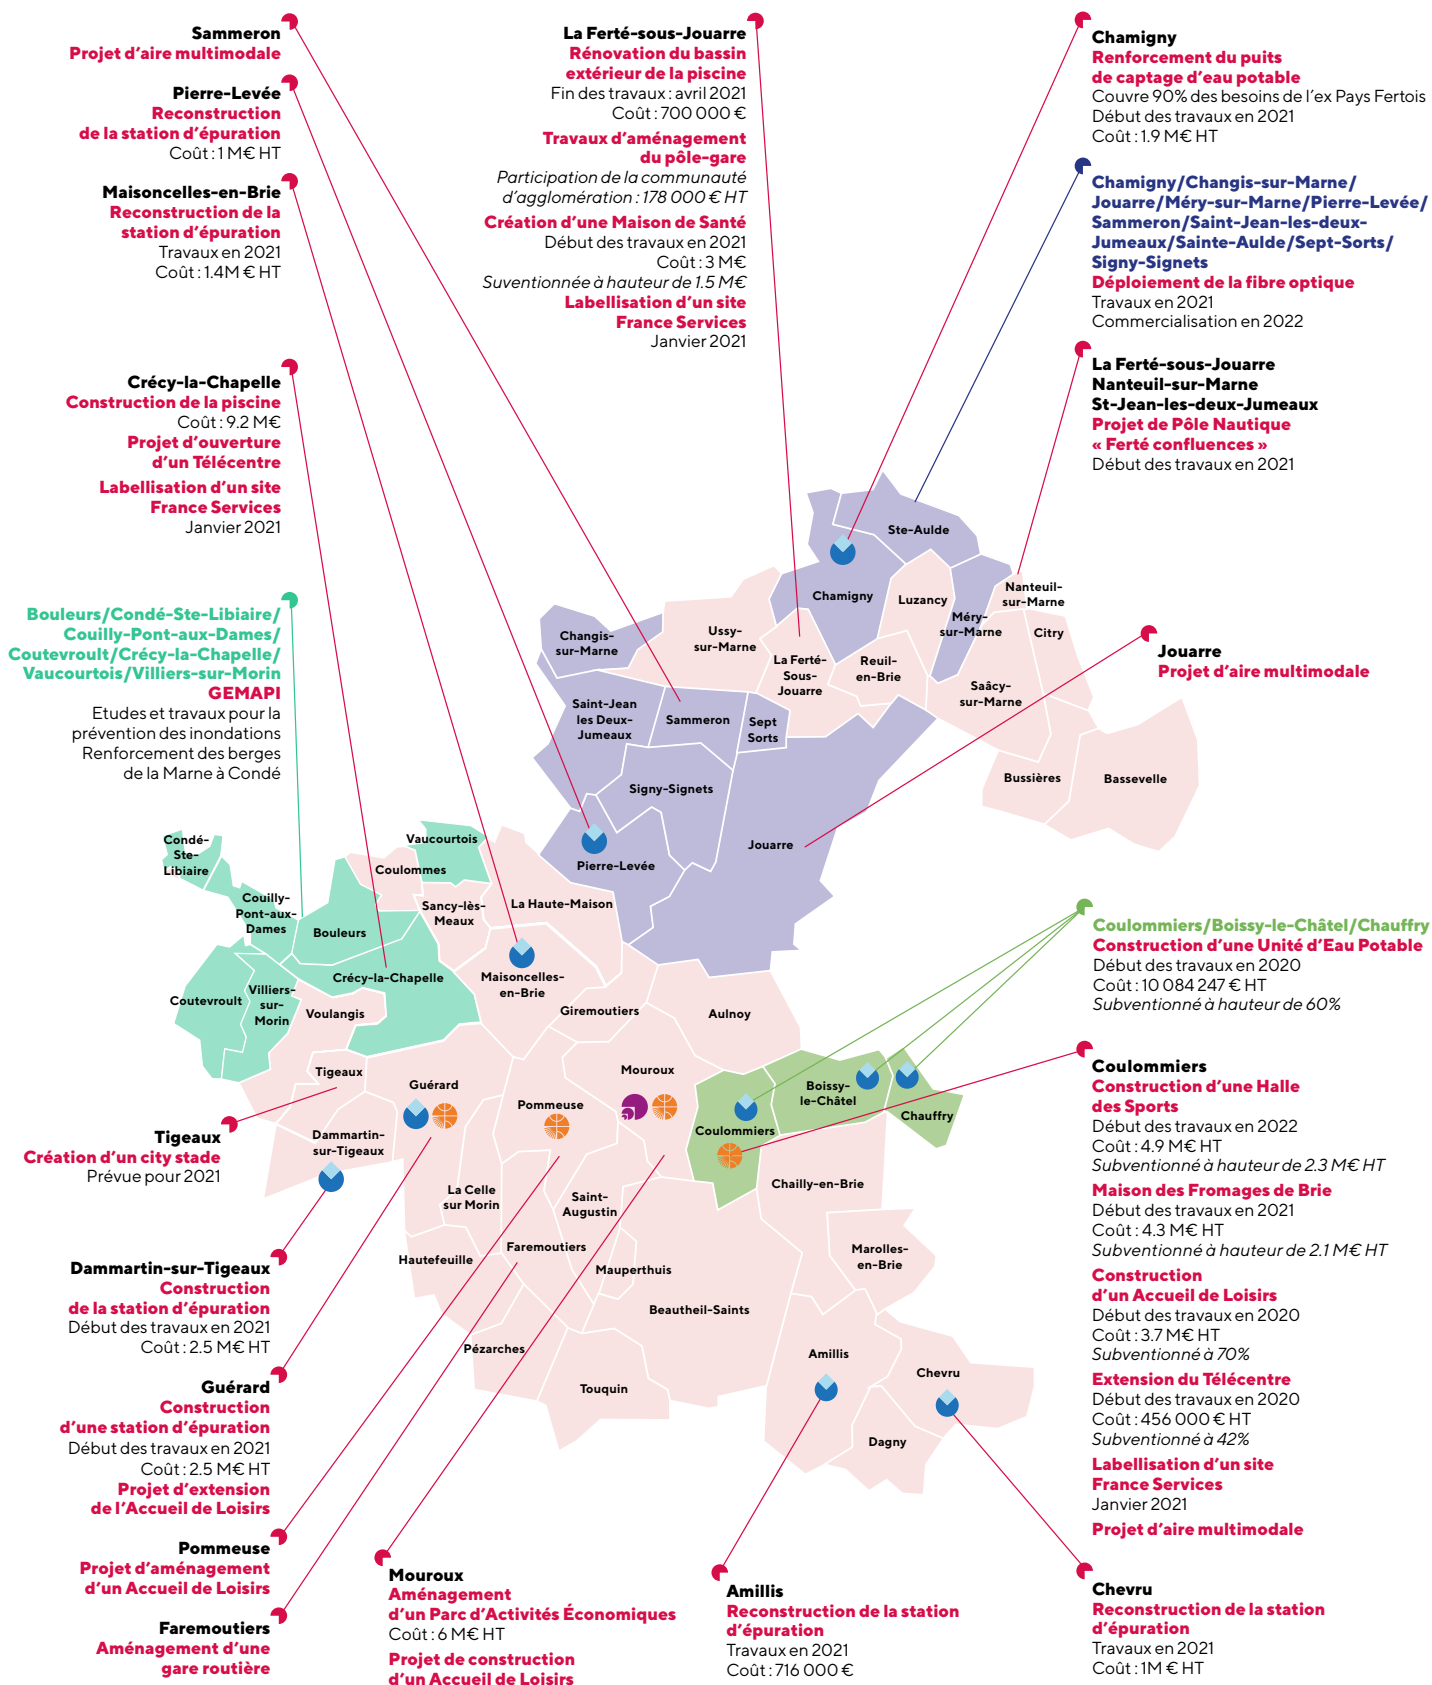 Sammeron
Projet d’aire multimodale
Pierre-Levée
Reconstruction
de la station d’épuration
Coût : 1 M€ HT
Maisoncelles-en-Brie
Reconstruction de la
station d’épuration
Travaux en 2021
Coût : 1.4M € HT
Crécy-la-Chapelle
Construction de la piscine
Coût : 9.2 M€
Projet d’ouverture
d’un Télécentre
Labellisation d’un site
France Services
Janvier 2021
Bouleurs/Condé-Ste-Libiaire/
Couilly-Pont-aux-Dames/
Coutevroult/Crécy-la-Chapelle/
Vaucourtois/Villiers-sur-Morin
GEMAPI
Etudes et travaux pour la
prévention des inondations
Renforcement des berges
de la Marne à Condé
La Ferté-sous-Jouarre
Rénovation du bassin
extérieur de la piscine
Fin des travaux : avril 2021
Coût : 700 000 €
Travaux d’aménagement
du pôle-gare
Participation de la communauté
d’agglomération : 178 000 € HT
Création d’une Maison de Santé
Début des travaux en 2021
Coût : 3 M€
Suventionnée à hauteur de 1.5 M€
Labellisation d’un site
France Services
Janvier 2021
Chamigny
Renforcement du puits
de captage d’eau potable
Couvre 90% des besoins de l’ex Pays Fertois
Début des travaux en 2021
Coût : 1.9 M€ HT
Chamigny/Changis-sur-Marne/
Jouarre/Méry-sur-Marne/Pierre-Levée/
Sammeron/Saint-Jean-les-deux-
Jumeaux/Sainte-Aulde/Sept-Sorts/
Signy-Signets
Déploiement de la fibre optique
Travaux en 2021
Commercialisation en 2022
La Ferté-sous-Jouarre
Nanteuil-sur-Marne
St-Jean-les-deux-Jumeaux
Projet de Pôle Nautique
« Ferté confluences »
Début des travaux en 2021
Jouarre
Projet d’aire multimodale
Ste-Aulde
Chamigny
Luzancy
Nanteuil-
sur-Marne
Méry-
sur-Marne
Citry
Changis-
sur-Marne
Ussy-
sur-Marne
La Ferté-
Sous-
Jouarre
Reuil-
en-Brie
Saâcy-
sur-Marne
Saint-Jean
les Deux-
Jumeaux
Sammeron
Sept
Sorts
Bussières
Bassevelle
Signy-Signets
Jouarre
Pierre-Levée
Condé-
Ste-
Libiaire
Vaucourtois
Coulommes
Couilly-
Pont-aux-
Dames
Bouleurs
Sancy-lès-
Meaux
La Haute-Maison
Crécy-la-Chapelle
Maisoncelles-
en-Brie
Coutevroult
Villiers-
sur-
Morin
Voulangis
Giremoutiers
Aulnoy
Tigeaux
Guérard
Mouroux
Pommeuse
Boissy-
le-Châtel
Chauffry
Coulommiers
Dammartin-
sur-Tigeaux
La Celle
sur Morin
Saint-
Augustin
Chailly-en-Brie
Hautefeuille
Faremoutiers
Mauperthuis
Marolles-
en-Brie
Beautheil-Saints
Pézarches
Touquin
Amillis
Chevru
Dagny
Coulommiers/Boissy-le-Châtel/Chauffry
Construction d’une Unité d’Eau Potable
Début des travaux en 2020
Coût : 10 084 247 € HT
Subventionné à hauteur de 60%
Coulommiers
Construction d’une Halle
des Sports
Début des travaux en 2022
Coût : 4.9 M€ HT
Subventionné à hauteur de 2.3 M€ HT
Maison des Fromages de Brie
Début des travaux en 2021
Coût : 4.3 M€ HT
Subventionné à hauteur de 2.1 M€ HT
Construction
d’un Accueil de Loisirs
Début des travaux en 2020
Coût : 3.7 M€ HT
Subventionné à 70%
Extension du Télécentre
Début des travaux en 2020
Coût : 456 000 € HT
Subventionné à 42%
Labellisation d’un site
France Services
Janvier 2021
Projet d’aire multimodale
Tigeaux
Création d’un city stade
Prévue pour 2021
Dammartin-sur-Tigeaux
Construction
de la station d’épuration
Début des travaux en 2021
Coût : 2.5 M€ HT
Guérard
Construction
d’une station d’épuration
Début des travaux en 2021
Coût : 2.5 M€ HT
Projet d’extension
de l’Accueil de Loisirs
Pommeuse
Projet d’aménagement
d’un Accueil de Loisirs
Faremoutiers
Aménagement d’une
gare routière
Mouroux
Aménagement
d’un Parc d’Activités Économiques
Coût : 6 M€ HT
Projet de construction
d’un Accueil de Loisirs
Amillis
Reconstruction de la station
d’épuration
Travaux en 2021
Coût : 716 000 €
Chevru
Reconstruction de la station
d’épuration
Travaux en 2021
Coût : 1M € HT